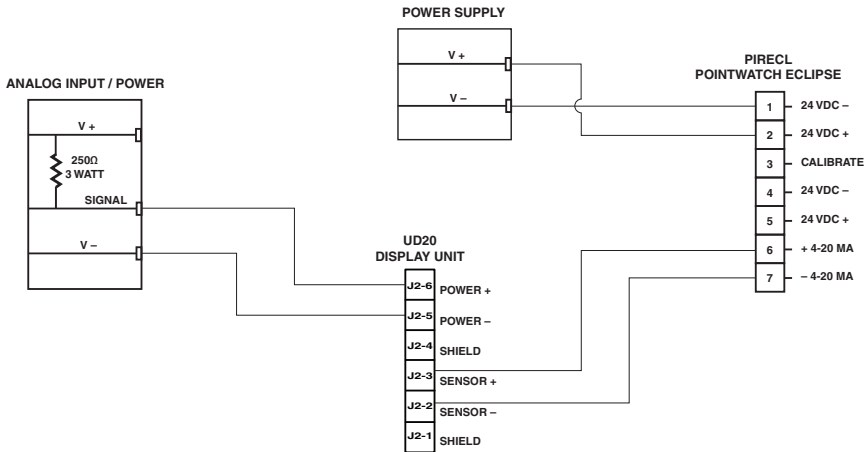 POWER SUPPLY
V +
V –
ANALOG INPUT / POWER
V +
250Ω
3 WATT
SIGNAL
V –
PIRECL
POINTWATCH ECLIPSE
1 24 VDC –
2 24 VDC +
3 CALIBRATE
4 24 VDC –
5 24 VDC +
6 + 4-20 MA
7 – 4-20 MA
UD20
DISPLAY UNIT
J2-6 POWER +
J2-5 POWER –
J2-4 SHIELD
J2-3 SENSOR +
J2-2 SENSOR –
J2-1 SHIELD